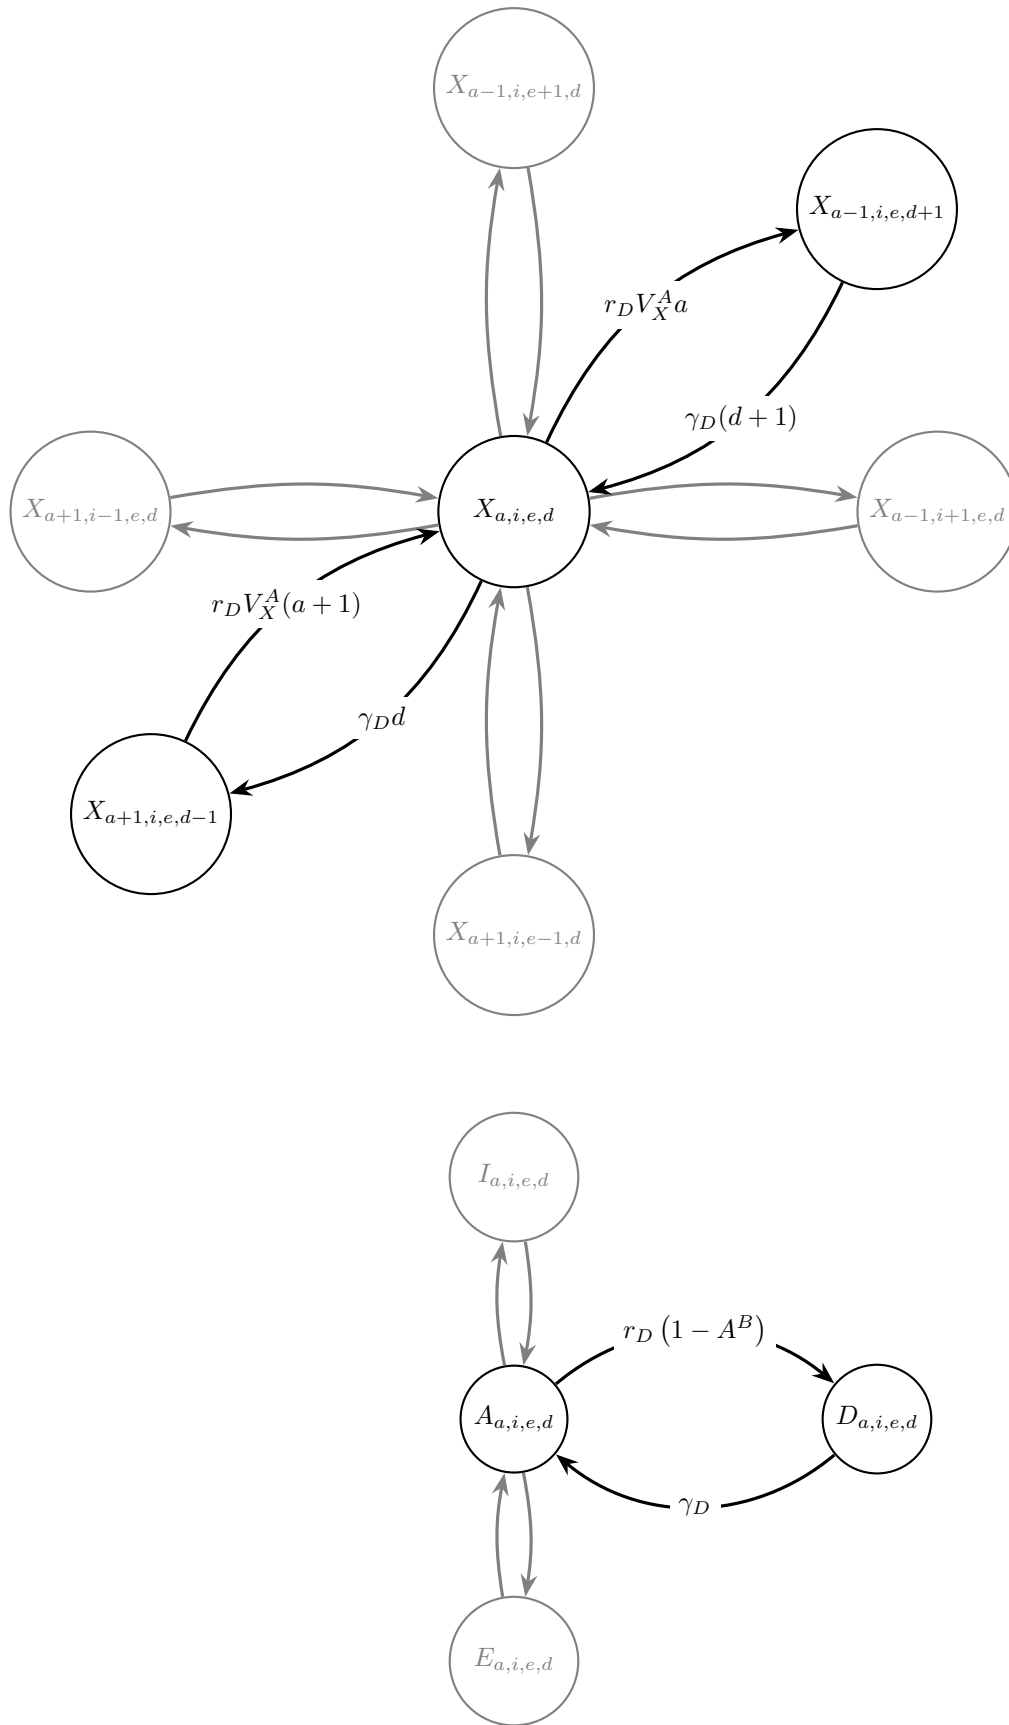 X_{a−1,i,e+1,d}
X_{a−1,i,e,d+1}
r_D V_X^A a
γ_D(d + 1)
X_{a+1,i−1,e,d}
X_{a,i,e,d}
X_{a−1,i+1,e,d}
r_D V_X^A(a + 1)
γ_D d
X_{a+1,i,e,d−1}
X_{a+1,i,e−1,d}
I_{a,i,e,d}
r_D (1 − A^B)
A_{a,i,e,d}
D_{a,i,e,d}
γ_D
E_{a,i,e,d}